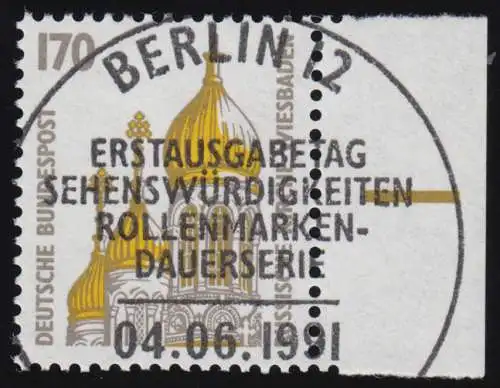 BERLIN 12
170
ERSTAUSGABETAG
SEHENSWÜRDIGKEITEN
ROLLENMARKEN-
DAUERSERIE
04.06.1991
DEUTSCHE BUNDESPOST
WIESBADEN